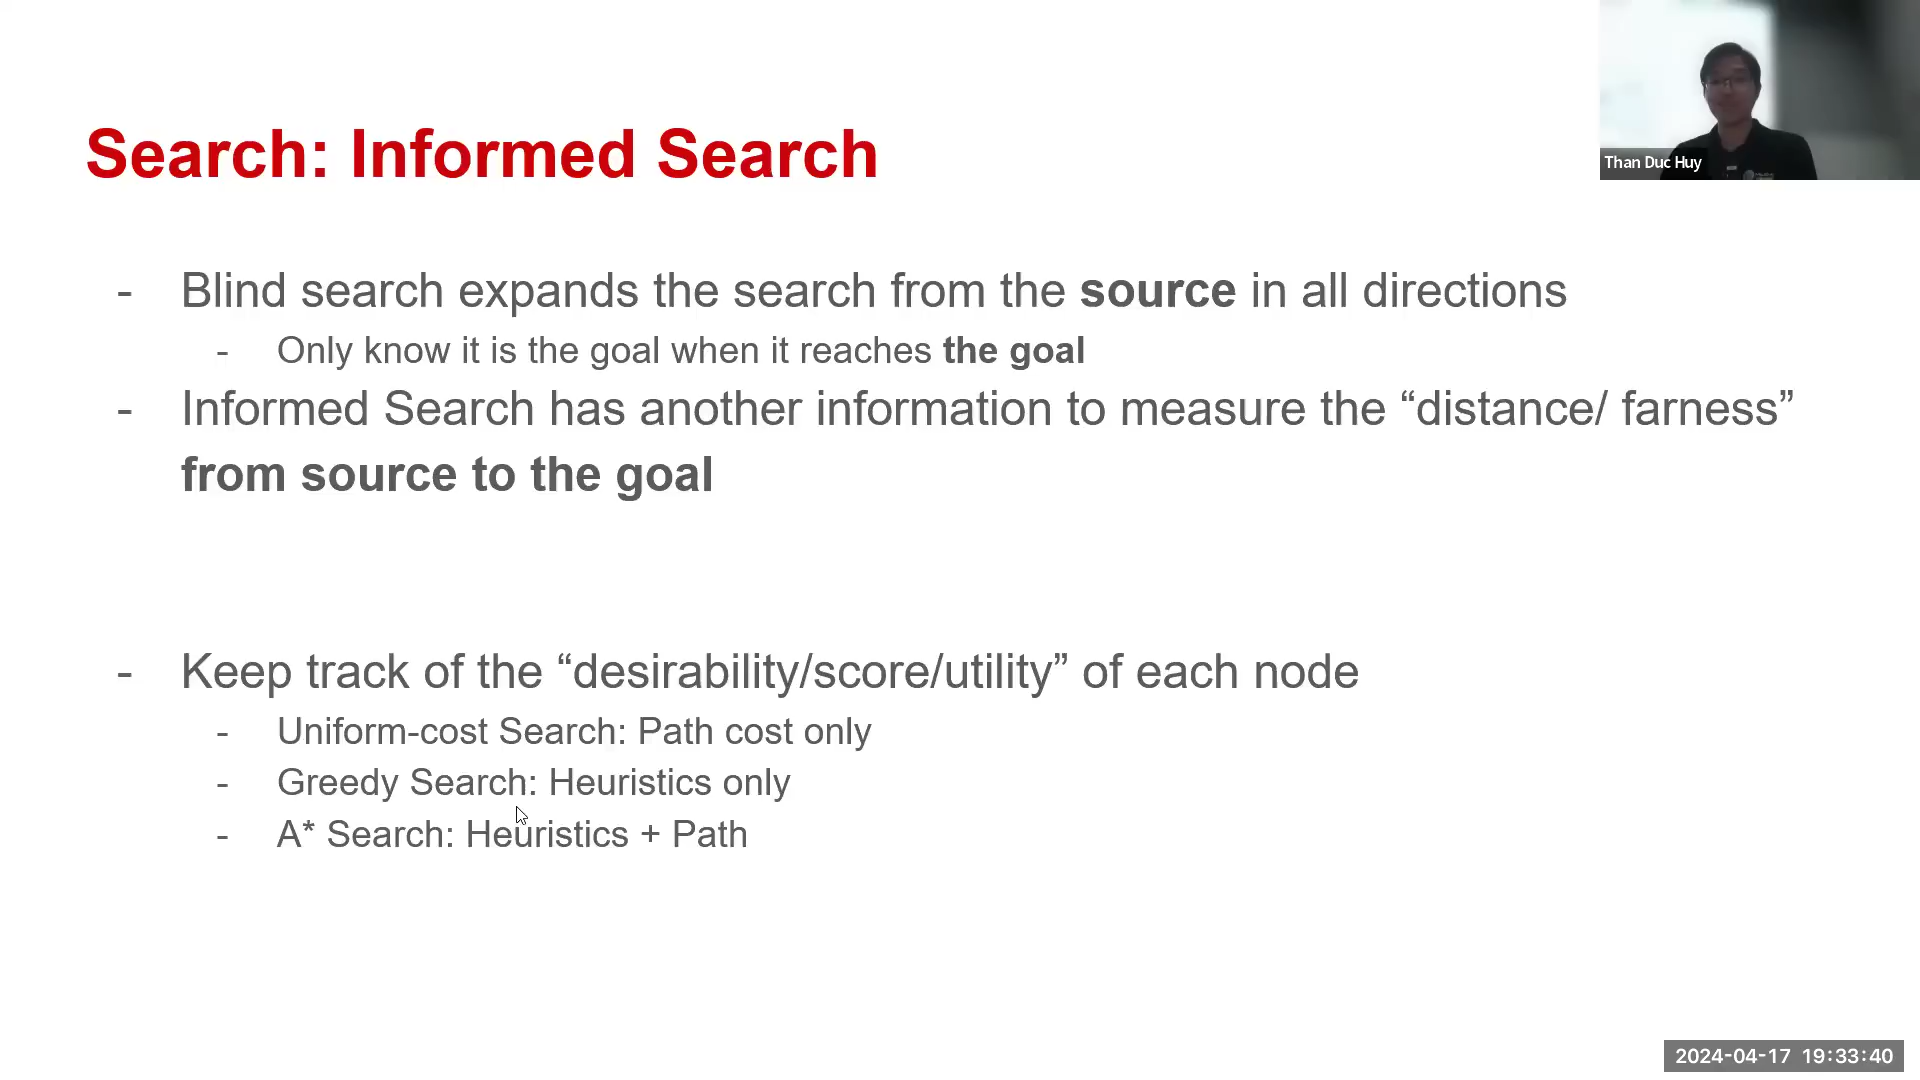 Than Duc Huy
Search: Informed Search
- Blind search expands the search from the source in all directions
- Only know it is the goal when it reaches the goal
- Informed Search has another information to measure the “distance/ farness”
from source to the goal
- Keep track of the “desirability/score/utility” of each node
- Uniform-cost Search: Path cost only
- Greedy Search: Heuristics only
- A* Search: Heuristics + Path
2024-04-17 19:33:40